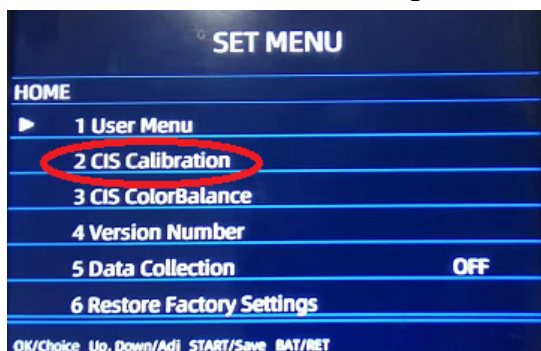 SET MENU
HOME
1 User Menu
2 CIS Calibration
3 CIS ColorBalance
4 Version Number
5 Data Collection OFF
6 Restore Factory Settings
OK/Choice Up, Down/Adj START/Save BAT/RET